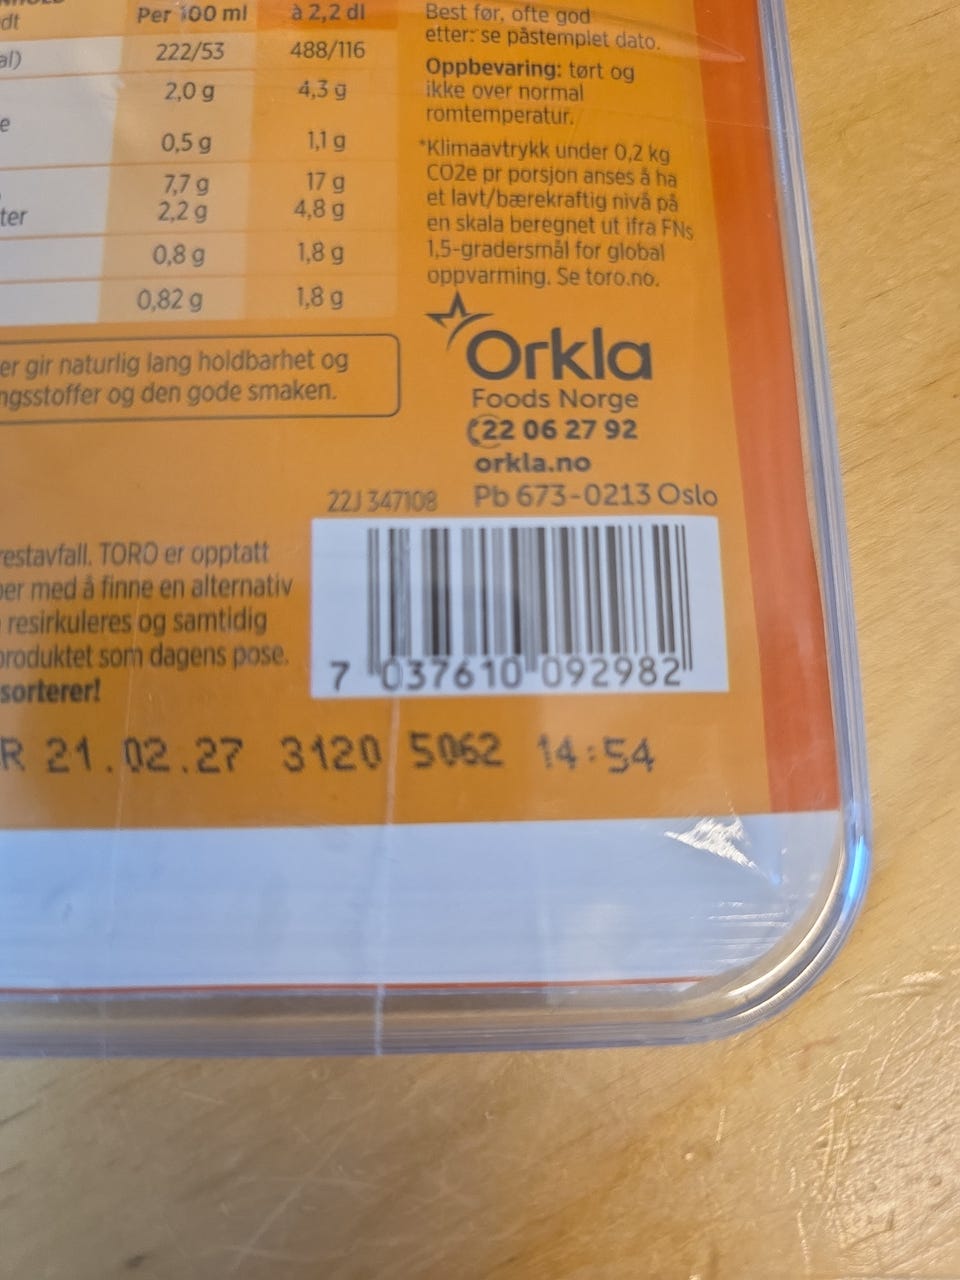 dt
Per 100 ml à 2,2 dl
al) 222/53 488/116
2,0 g 4,3 g
e
0,5 g 1,1 g
7,7 g 17 g
ter 2,2 g 4,8 g
0,8 g 1,8 g
0,82 g 1,8 g
er gir naturlig lang holdbarhet og
ngsstoffer og den gode smaken.
Best før, ofte god
etter: se påstemplet dato.
Oppbevaring: tørt og
ikke over normal
romtemperatur.
*Klimaavtrykk under 0,2 kg
CO2e pr porsjon anses å ha
et lavt/bærekraftig nivå på
en skala beregnet ut ifra FNs
1,5-gradersmål for global
oppvarming. Se toro.no.
Orkla
Foods Norge
22 06 27 92
orkla.no
22J 347108 Pb 673-0213 Oslo
restavfall. TORO er opptatt
ber med å finne en alternativ
resirkuleres og samtidig
produktet som dagens pose.
sorterer!
7 037610 092982
R 21.02.27 3120 5062 14:54